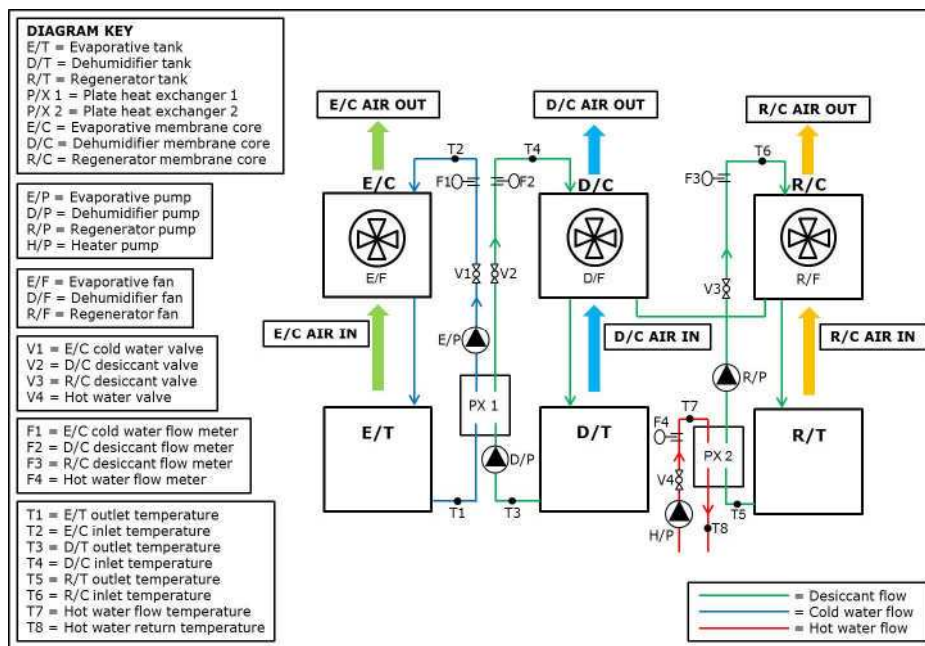 DIAGRAM KEY
E/T = Evaporative tank
D/T = Dehumidifier tank
R/T = Regenerator tank
P/X 1 = Plate heat exchanger 1
P/X 2 = Plate heat exchanger 2
E/C = Evaporative membrane core
D/C = Dehumidifier membrane core
R/C = Regenerator membrane core
E/P = Evaporative pump
D/P = Dehumidifier pump
R/P = Regenerator pump
H/P = Heater pump
E/F = Evaporative fan
D/F = Dehumidifier fan
R/F = Regenerator fan
V1 = E/C cold water valve
V2 = D/C desiccant valve
V3 = R/C desiccant valve
V4 = Hot water valve
F1 = E/C cold water flow meter
F2 = D/C desiccant flow meter
F3 = R/C desiccant flow meter
F4 = Hot water flow meter
T1 = E/T outlet temperature
T2 = E/C inlet temperature
T3 = D/T outlet temperature
T4 = D/C inlet temperature
T5 = R/T outlet temperature
T6 = R/C inlet temperature
T7 = Hot water flow temperature
T8 = Hot water return temperature
E/C AIR OUT
D/C AIR OUT
R/C AIR OUT
T2
T4
T6
E/C
F1
F2
D/C
F3
R/C
E/F
D/F
R/F
V1
V2
V3
E/C AIR IN
D/C AIR IN
R/C AIR IN
E/P
R/P
PX 1
T7
F4
E/T
D/T
R/T
PX 2
D/P
V4
T1
T3
T5
H/P
T8
= Desiccant flow
= Cold water flow
= Hot water flow